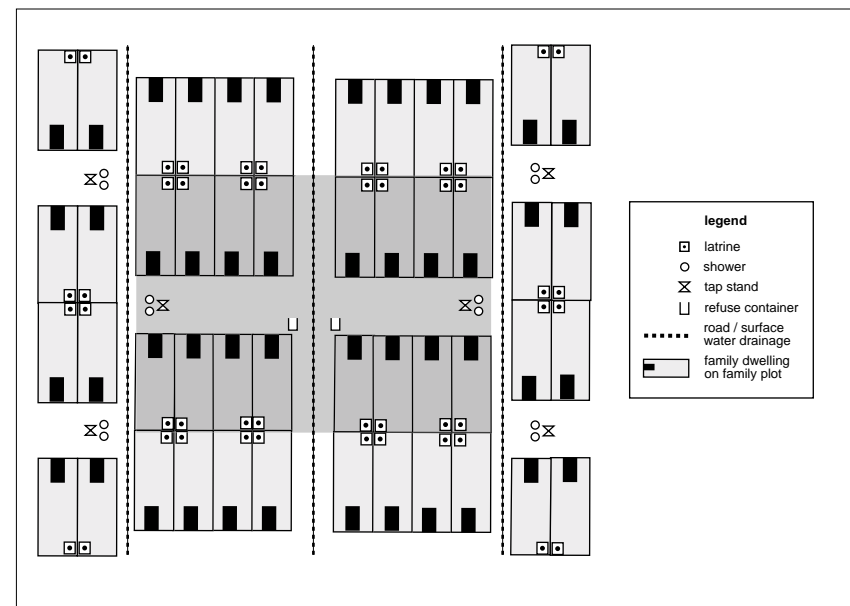 legend
latrine
shower
tap stand
refuse container
road / surface
water drainage
family dwelling
on family plot